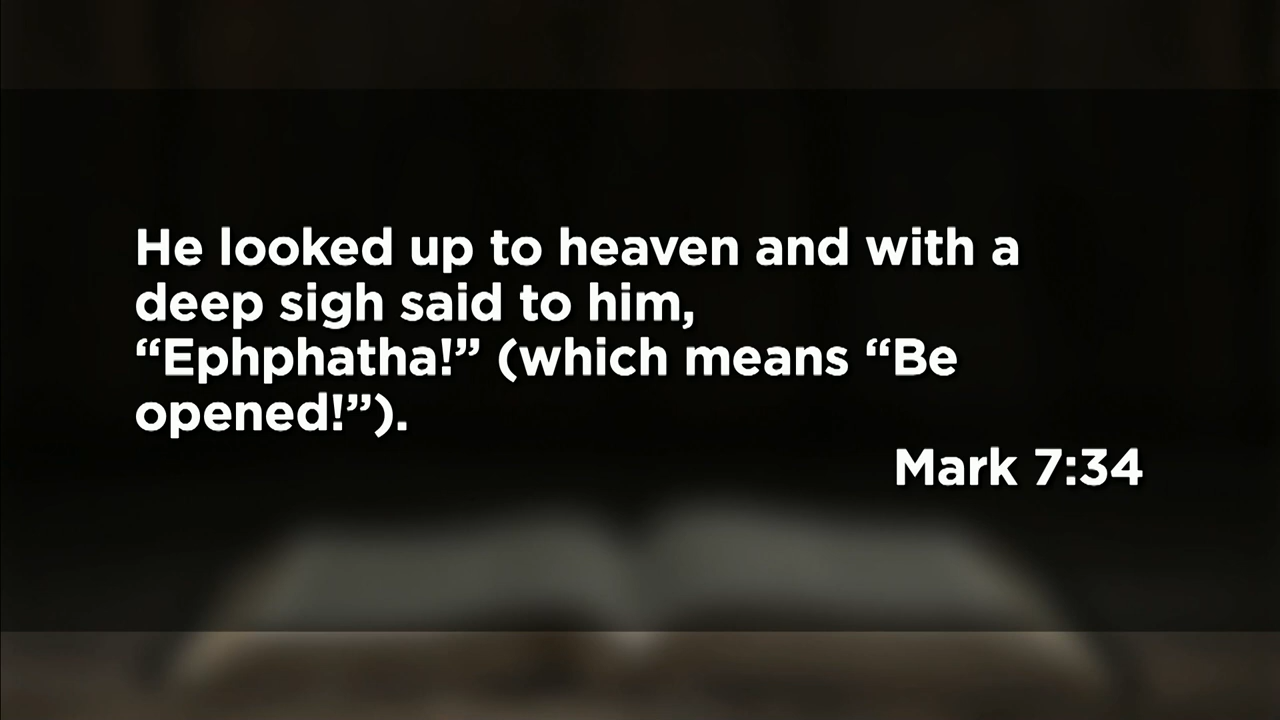 He looked up to heaven and with a
deep sigh said to him,
“Ephphatha!” (which means “Be
opened!”).
Mark 7:34